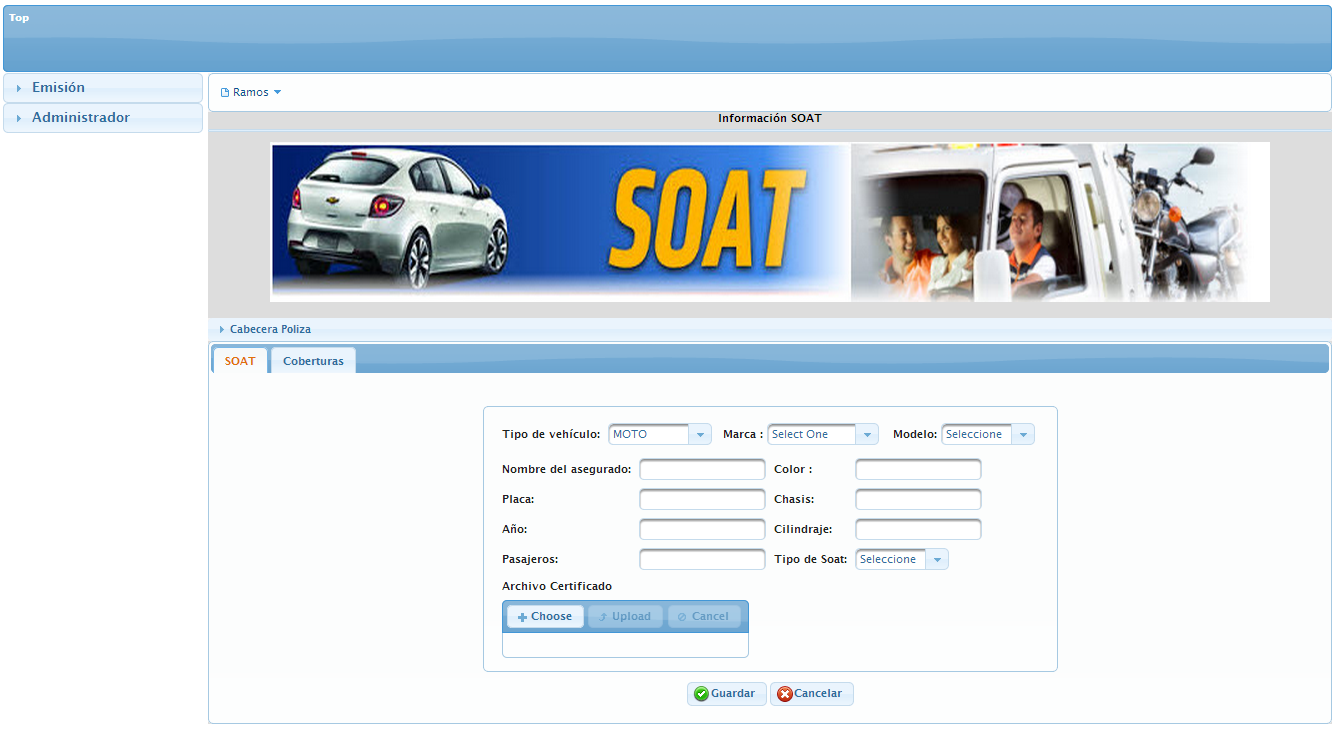 Top
Emisión
Administrador
Ramos
Información SOAT
SOAT
Cabecera Poliza
SOAT Coberturas
Tipo de vehículo: MOTO Marca : Select One Modelo: Seleccione
Nombre del asegurado: Color :
Placa: Chasis:
Año: Cilindraje:
Pasajeros: Tipo de Soat: Seleccione
Archivo Certificado
Choose Upload Cancel
Guardar Cancelar